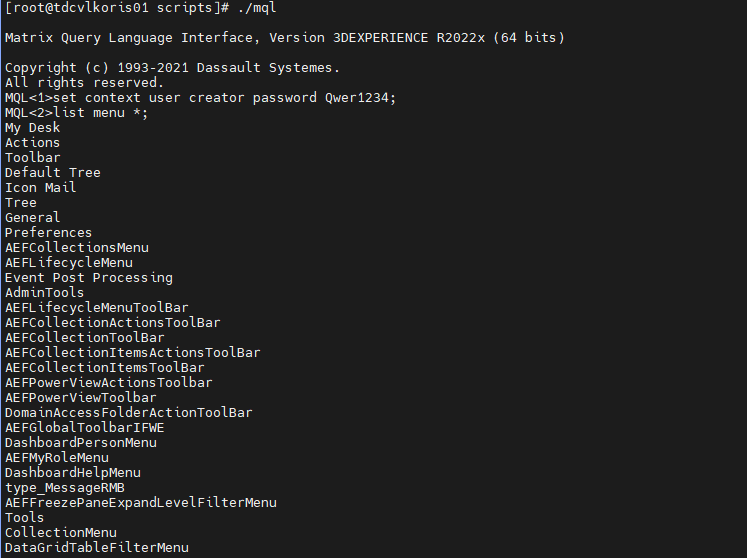 [root@tdcvlkoris01 scripts]# ./mql
Matrix Query Language Interface, Version 3DEXPERIENCE R2022x (64 bits)
Copyright (c) 1993-2021 Dassault Systemes.
All rights reserved.
MQL<1>set context user creator password Qwer1234;
MQL<2>list menu *;
My Desk
Actions
Toolbar
Default Tree
Icon Mail
Tree
General
Preferences
AEFCollectionsMenu
AEFLifecycleMenu
Event Post Processing
AdminTools
AEFLifecycleMenuToolBar
AEFCollectionActionsToolBar
AEFCollectionToolBar
AEFCollectionItemsActionsToolBar
AEFCollectionItemsToolBar
AEFPowerViewActionsToolbar
AEFPowerViewToolbar
DomainAccessFolderActionToolBar
AEFGlobalToolbarIFWE
DashboardPersonMenu
AEFMyRoleMenu
DashboardHelpMenu
type_MessageRMB
AEFFreezePaneExpandLevelFilterMenu
Tools
CollectionMenu
DataGridTableFilterMenu